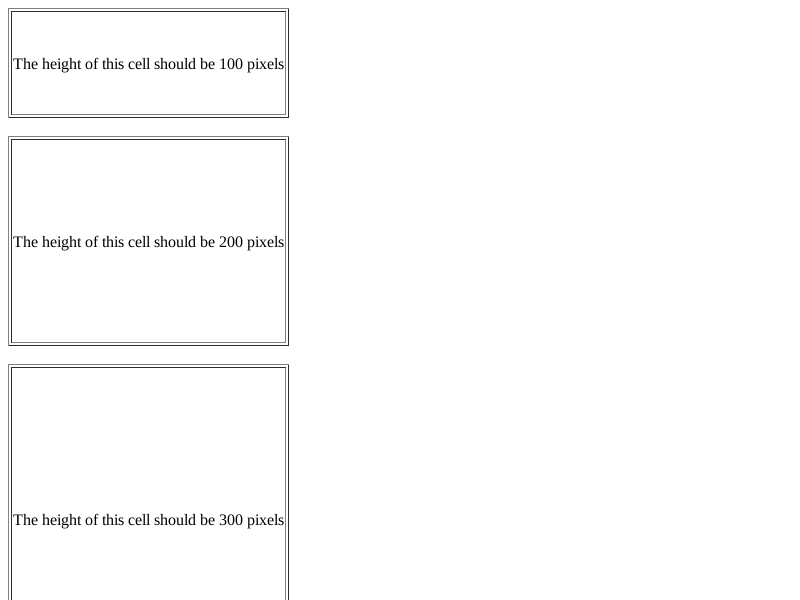 The height of this cell should be 100 pixels
The height of this cell should be 200 pixels
The height of this cell should be 300 pixels